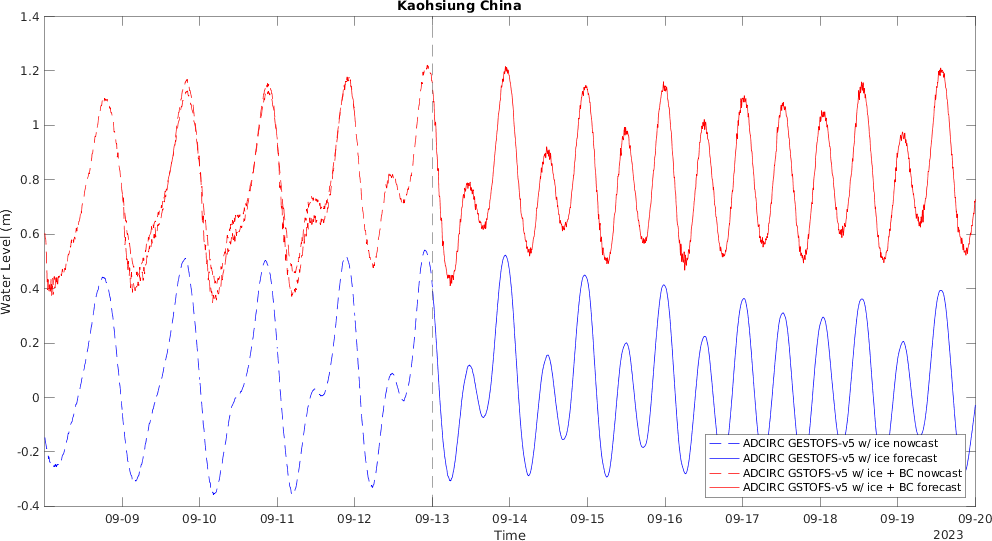 Kaohsiung China
1.4
1.2
1
0.8
0.6
0.4
0.2
0
-0.2
-0.4
Water Level (m)
ADCIRC GESTOFS-v5 w/ ice nowcast
ADCIRC GESTOFS-v5 w/ ice forecast
ADCIRC GSTOFS-v5 w/ ice + BC nowcast
ADCIRC GSTOFS-v5 w/ ice + BC forecast
09-09 09-10 09-11 09-12 09-13 09-14 09-15 09-16 09-17 09-18 09-19 09-20
Time
2023